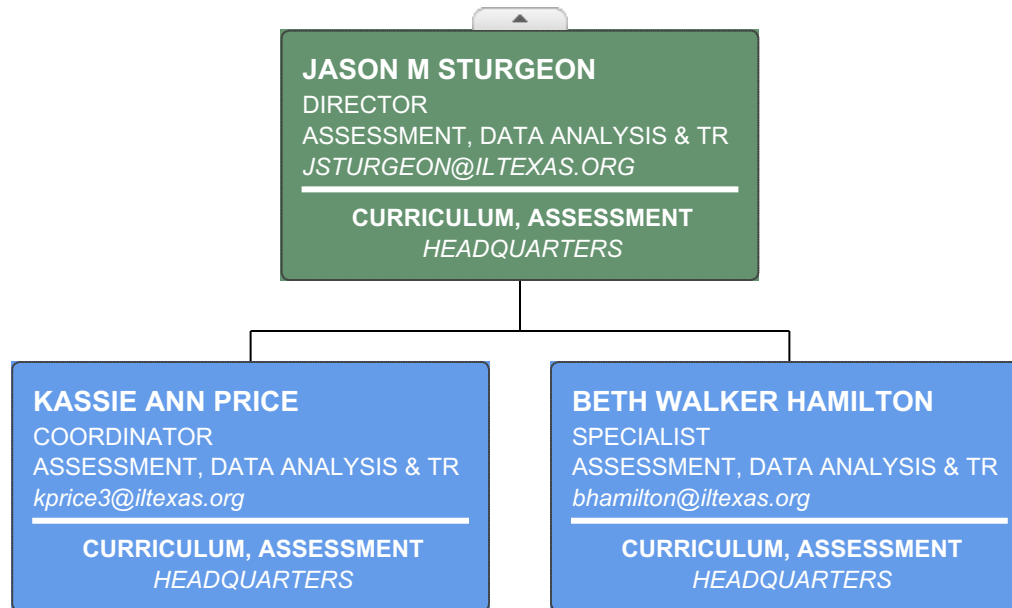 JASON M STURGEON
DIRECTOR
ASSESSMENT, DATA ANALYSIS & TR
JSTURGEON@ILTEXAS.ORG
CURRICULUM, ASSESSMENT
HEADQUARTERS
KASSIE ANN PRICE
COORDINATOR
ASSESSMENT, DATA ANALYSIS & TR
kprice3@iltexas.org
CURRICULUM, ASSESSMENT
HEADQUARTERS
BETH WALKER HAMILTON
SPECIALIST
ASSESSMENT, DATA ANALYSIS & TR
bhamilton@iltexas.org
CURRICULUM, ASSESSMENT
HEADQUARTERS